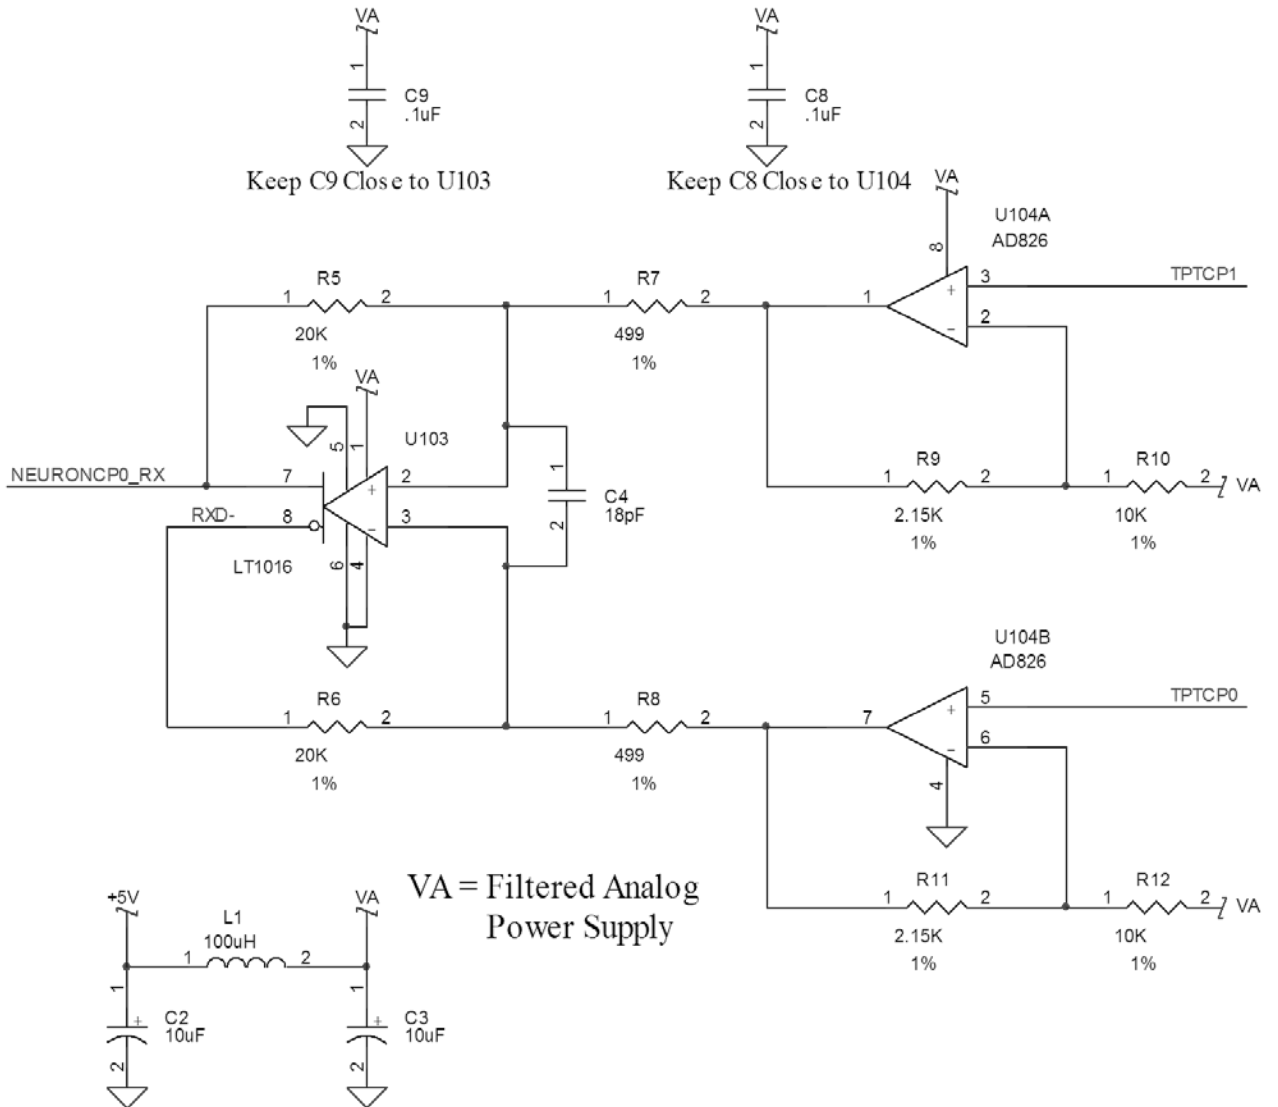 VA
VA
1
C9
.1uF
2
1
C8
.1uF
2
Keep C9 Close to U103
Keep C8 Close to U104
VA
U104A
AD826
8
R5
1
2
20K
1%
R7
1
2
499
1%
1
+
3
TPTCP1
−
2
VA
5
1
U103
NEURONCP0_RX
7
+
2
RXD-
8
−
3
LT1016
6
4
1
C4
18pF
2
R9
1
2
2.15K
1%
R10
1
2
VA
10K
1%
U104B
AD826
R6
1
2
20K
1%
R8
1
2
499
1%
7
+
5
TPTCP0
−
6
4
VA = Filtered Analog
Power Supply
R11
1
2
2.15K
1%
R12
1
2
VA
10K
1%
+5V
VA
L1
100uH
1
2
1
+
C2
10uF
2
1
+
C3
10uF
2